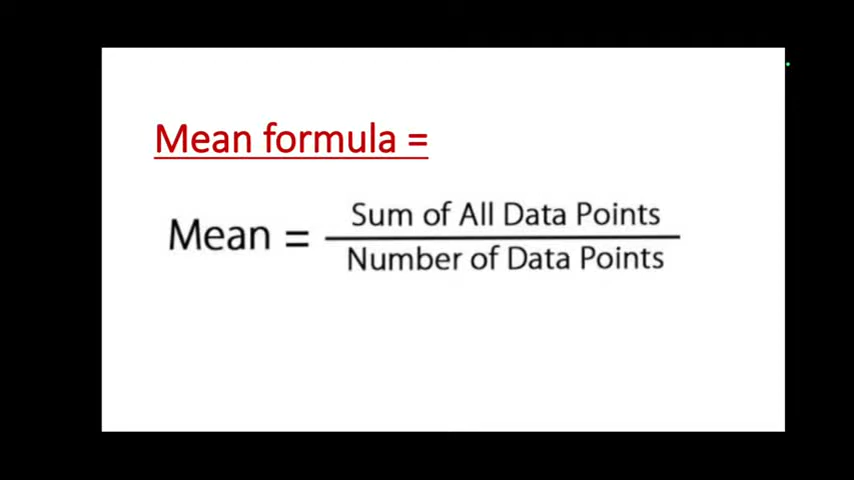 Mean formula =
Sum of All Data Points
Mean =
Number of Data Points